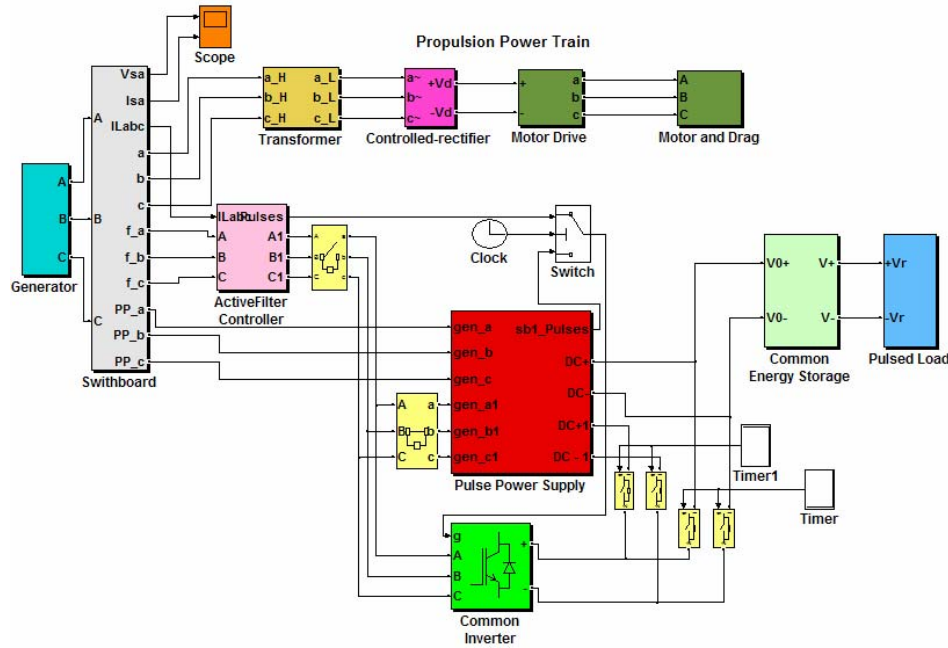 Scope
Propulsion Power Train
Vsa
Isa
ILabc
a
b
c
f_a
f_b
f_c
PP_a
PP_b
PP_c
A
B
C
Swithboard
A
B
C
Generator
a_H
b_H
c_H
a_L
b_L
c_L
Transformer
a~
b~
c~
+Vd
-Vd
Controlled-rectifier
+
-
a
b
c
Motor Drive
A
B
C
Motor and Drag
ILabc
Pulses
A
B
C
A1
B1
C1
ActiveFilter
Controller
Clock
Switch
gen_a
gen_b
gen_c
gen_a1
gen_b1
gen_c1
sb1_Pulses
DC+
DC-
DC+1
DC - 1
Pulse Power Supply
A
B
C
a
b
c
V0+
V0-
V+
V-
Common
Energy Storage
+Vr
-Vr
Pulsed Load
Timer1
Timer
g
A
B
C
+
-
Common
Inverter